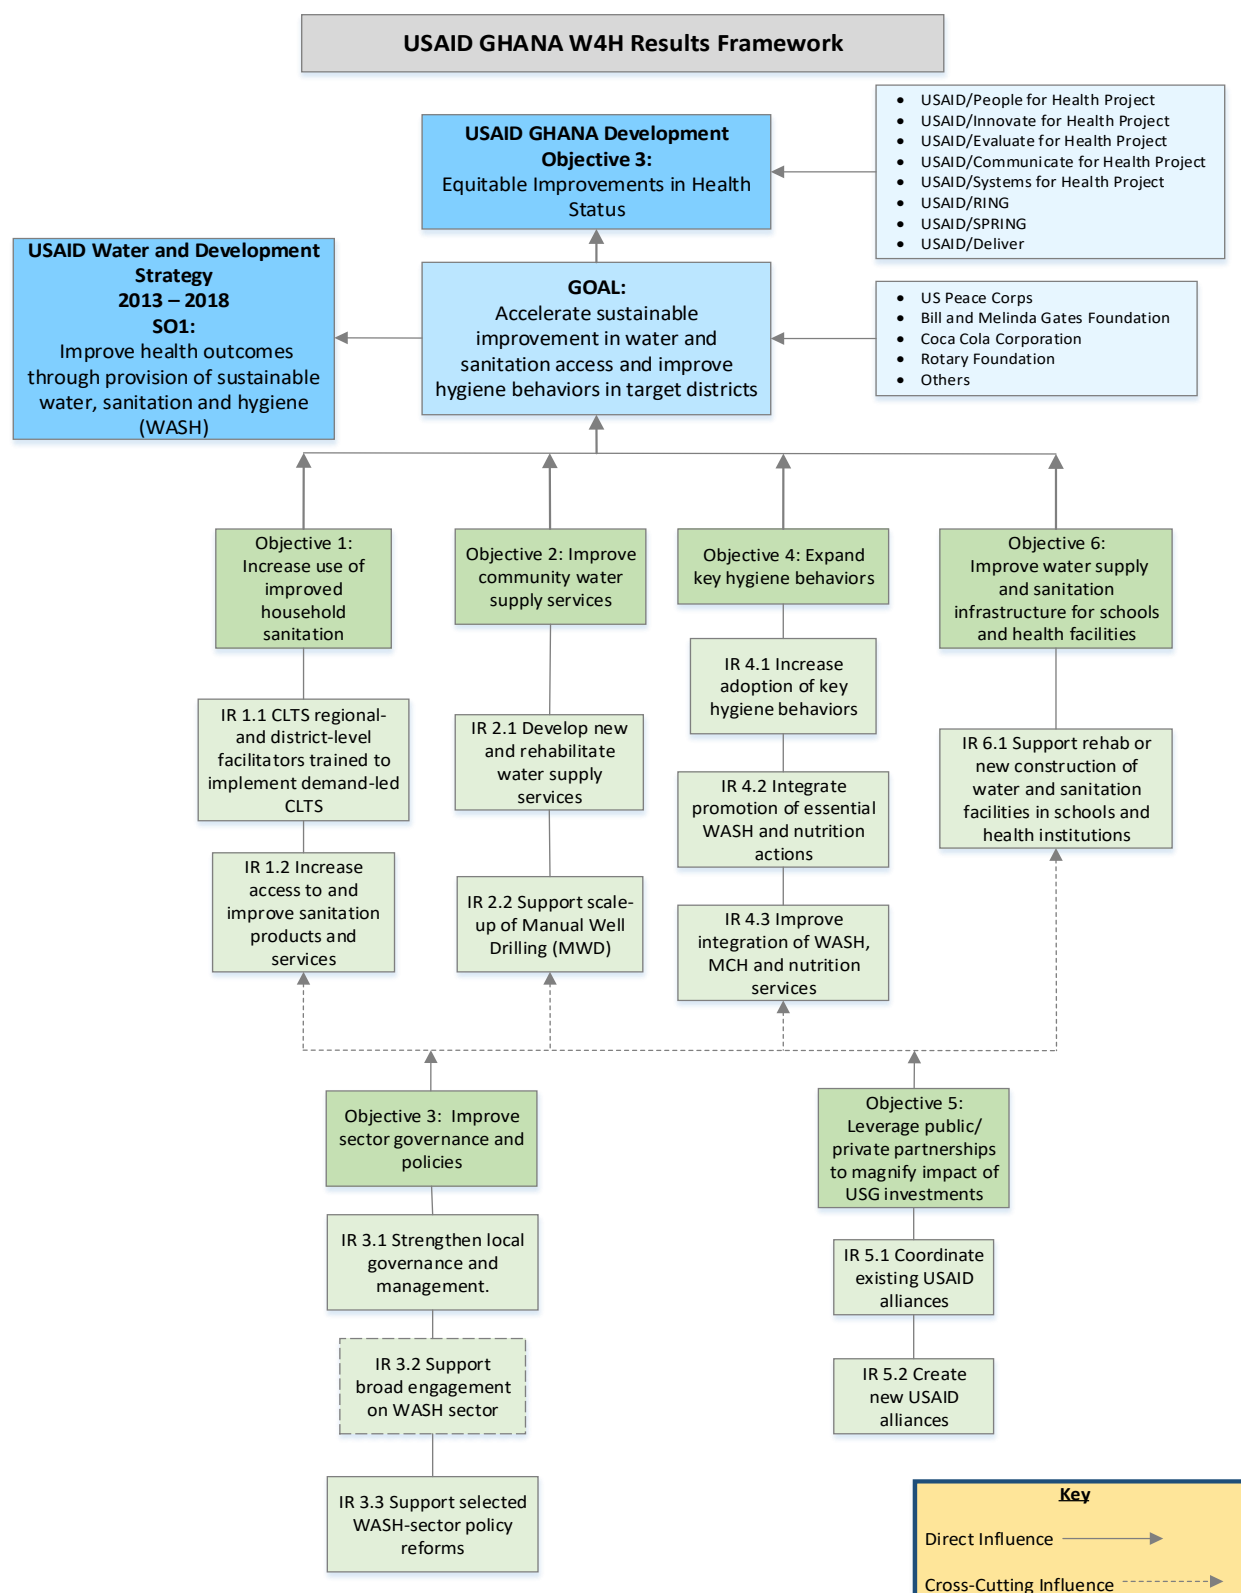 USAID GHANA W4H Results Framework
USAID GHANA Development
Objective 3:
Equitable Improvements in Health
Status
• USAID/People for Health Project
• USAID/Innovate for Health Project
• USAID/Evaluate for Health Project
• USAID/Communicate for Health Project
• USAID/Systems for Health Project
• USAID/RING
• USAID/SPRING
• USAID/Deliver
USAID Water and Development
Strategy
2013 – 2018
SO1:
Improve health outcomes
through provision of sustainable
water, sanitation and hygiene
(WASH)
GOAL:
Accelerate sustainable
improvement in water and
sanitation access and improve
hygiene behaviors in target districts
• US Peace Corps
• Bill and Melinda Gates Foundation
• Coca Cola Corporation
• Rotary Foundation
• Others
Objective 1:
Increase use of
improved
household
sanitation
Objective 2: Improve
community water
supply services
Objective 4: Expand
key hygiene behaviors
Objective 6:
Improve water supply
and sanitation
infrastructure for schools
and health facilities
IR 1.1 CLTS regional-
and district-level
facilitators trained to
implement demand-led
CLTS
IR 2.1 Develop new
and rehabilitate
water supply
services
IR 4.1 Increase
adoption of key
hygiene behaviors
IR 6.1 Support rehab or
new construction of
water and sanitation
facilities in schools and
health institutions
IR 4.2 Integrate
promotion of essential
WASH and nutrition
actions
IR 1.2 Increase
access to and
improve sanitation
products and
services
IR 2.2 Support scale-
up of Manual Well
Drilling (MWD)
IR 4.3 Improve
integration of WASH,
MCH and nutrition
services
Objective 3:  Improve
sector governance and
policies
Objective 5:
Leverage public/
private partnerships
to magnify impact of
USG investments
IR 3.1 Strengthen local
governance and
management.
IR 5.1 Coordinate
existing USAID
alliances
IR 3.2 Support
broad engagement
on WASH sector
IR 5.2 Create
new USAID
alliances
IR 3.3 Support selected
WASH-sector policy
reforms
Key
Direct Influence
Cross-Cutting Influence